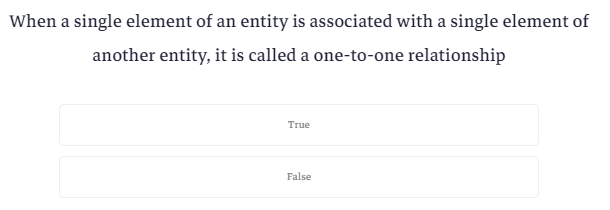 When a single element of an entity is associated with a single element of
another entity, it is called a one-to-one relationship
True
False